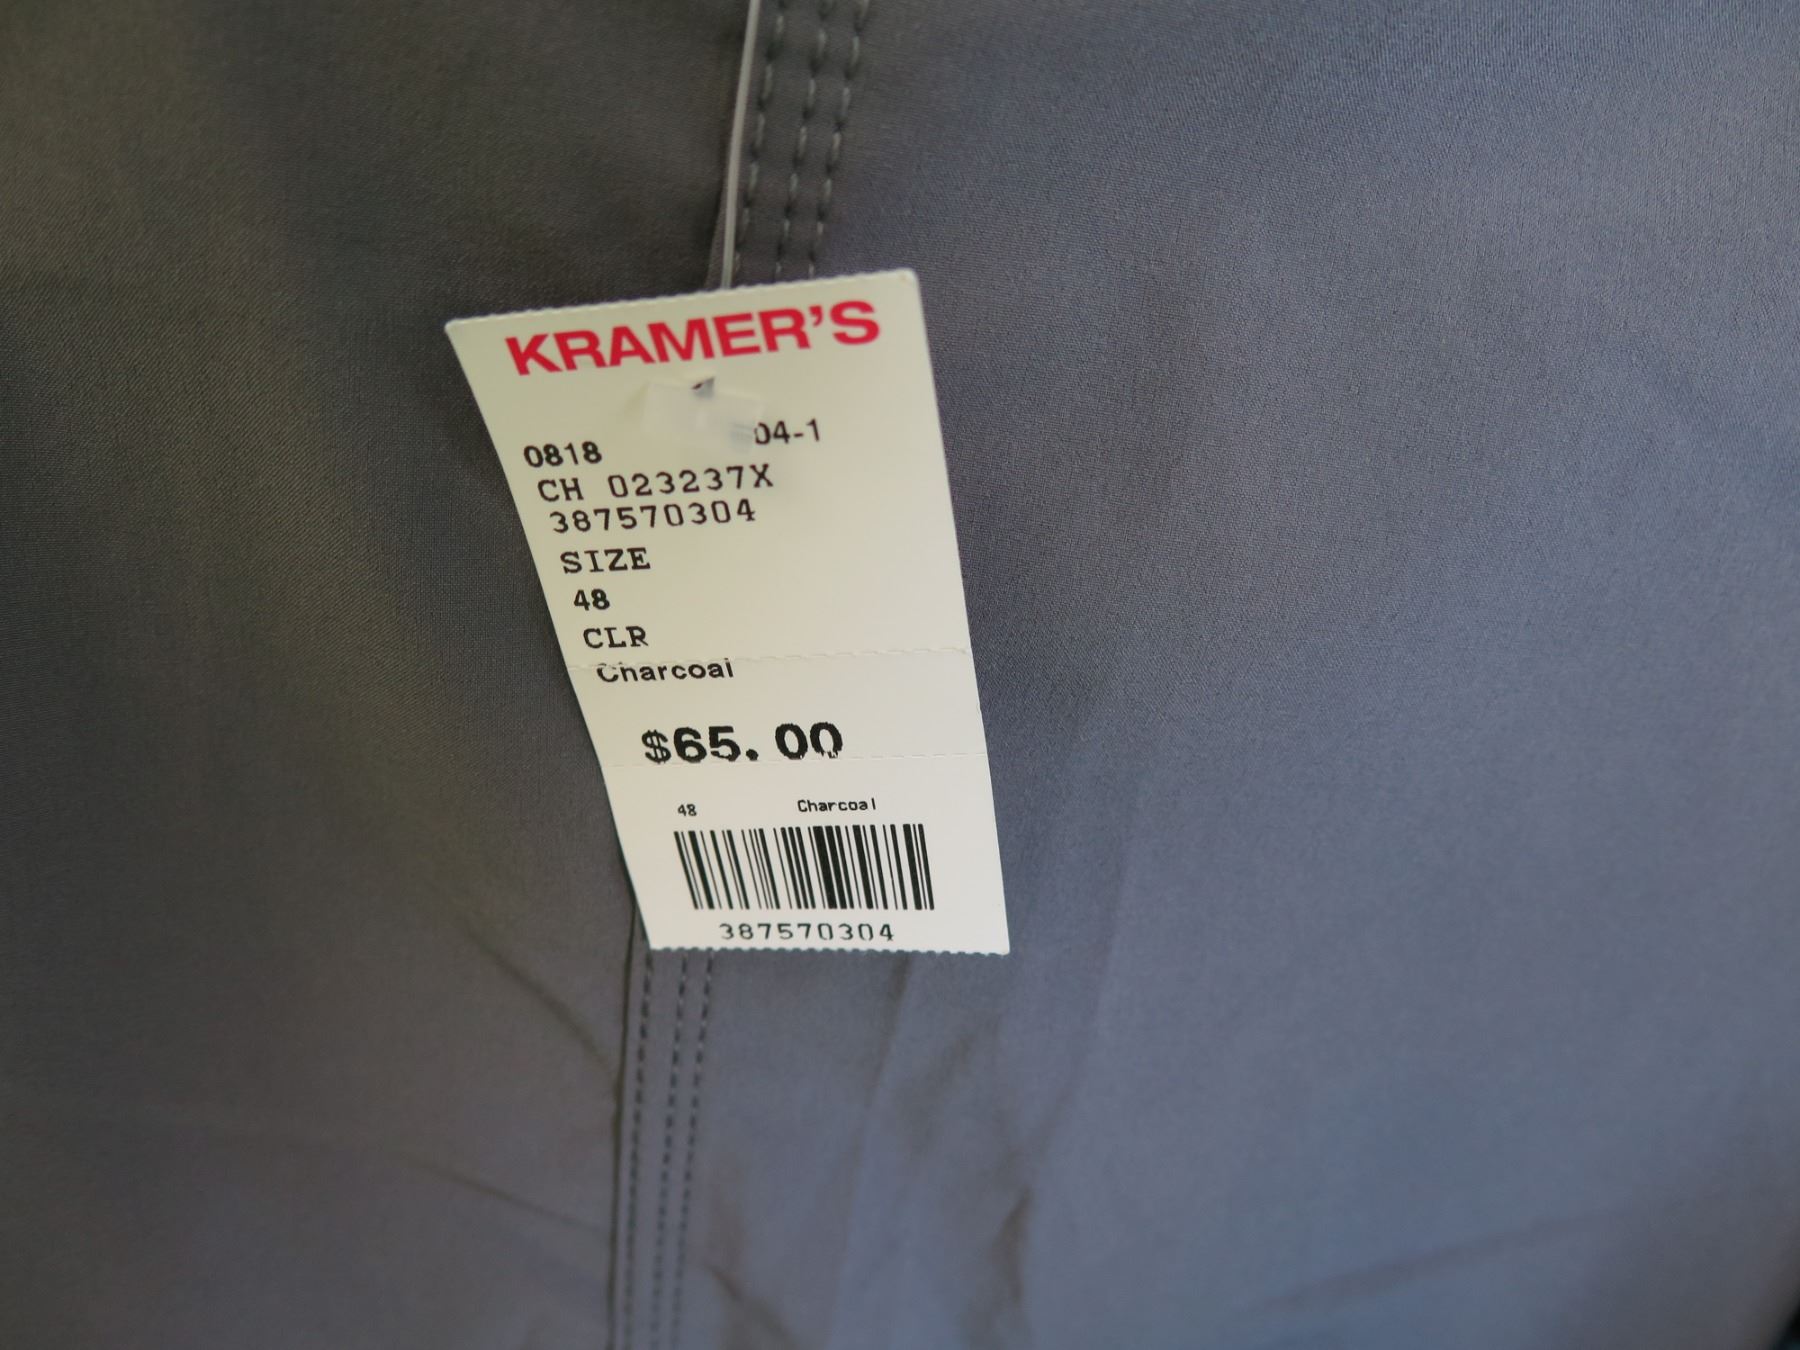 KRAMER'S
0818 04-1
CH 023237X
387570304
SIZE
48
CLR
Charcoal
$65.00
48 Charcoal
387570304